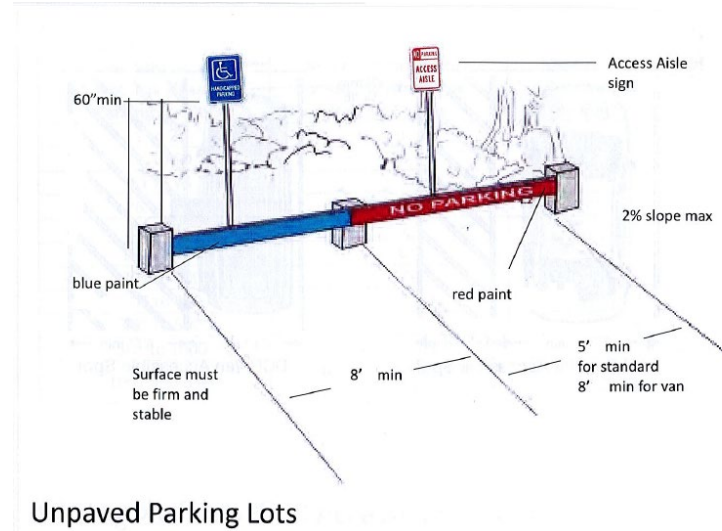 NO PARKING
ACCESS
AISLE
Access Aisle
sign
HANDICAPPED
PARKING
60”min
NO PARKING
2% slope max
blue paint
red paint
Surface must
be firm and
stable
8’ min
5’ min
for standard
8’ min for van
Unpaved Parking Lots